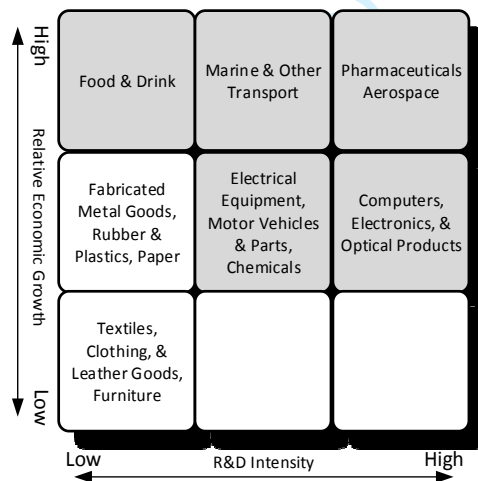 High
Relative Economic Growth
Low
Food & Drink
Marine & Other
Transport
Pharmaceuticals
Aerospace
Fabricated
Metal Goods,
Rubber &
Plastics, Paper
Electrical
Equipment,
Motor Vehicles
& Parts,
Chemicals
Computers,
Electronics, &
Optical Products
Textiles,
Clothing, &
Leather Goods,
Furniture
Low
R&D Intensity
High